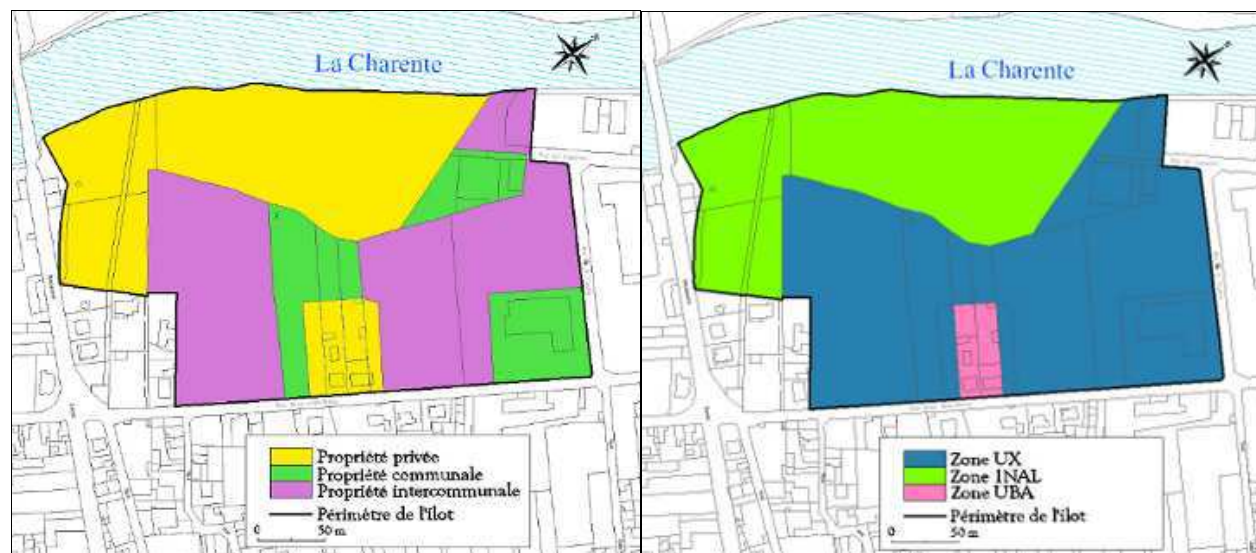 La Charente
Propriété privée
Propriété communale
Propriété intercommunale
Périmètre de l'îlot
0 50 m
La Charente
Zone UX
Zone 1NAL
Zone UBA
Périmètre de l'îlot
0 50 m